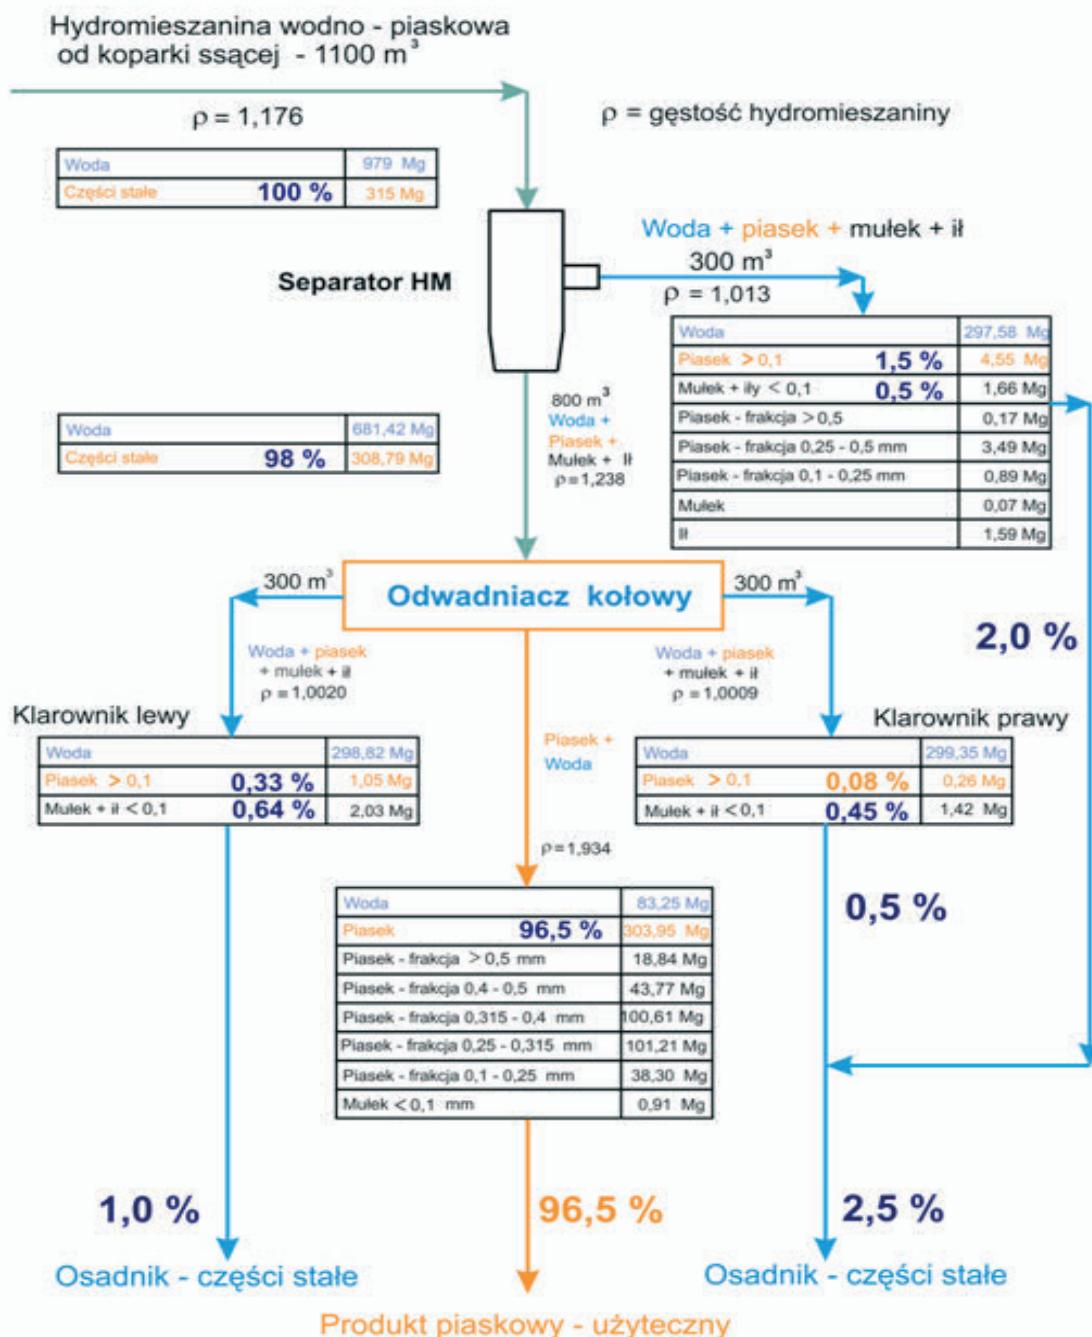 Hydromieszanina wodno - piaskowa
od koparki ssącej - 1100 m³
ρ = 1,176
ρ = gęstość hydromieszaniny
Woda 979 Mg
Części stałe 100 % 315 Mg
Separator HM
Woda + piasek + mułek + ił
300 m³
ρ = 1,013
Woda 297,58 Mg
Piasek > 0,1 1,5 % 4,55 Mg
Mułek + iły < 0,1 0,5 % 1,66 Mg
Piasek - frakcja > 0,5 0,17 Mg
Piasek - frakcja 0,25 - 0,5 mm 3,49 Mg
Piasek - frakcja 0,1 - 0,25 mm 0,89 Mg
Mułek 0,07 Mg
Ił 1,59 Mg
800 m³
Woda +
Piasek +
Mułek + Ił
ρ = 1,238
Woda 681,42 Mg
Części stałe 98 % 308,79 Mg
300 m³
Odwadniacz kołowy
300 m³
2,0 %
Woda + piasek
+ mułek + ił
ρ = 1,0020
Woda + piasek
+ mułek + ił
ρ = 1,0009
Klarownik lewy
Woda 298,82 Mg
Piasek > 0,1 0,33 % 1,05 Mg
Mułek + ił < 0,1 0,64 % 2,03 Mg
Piasek +
Woda
ρ = 1,934
Klarownik prawy
Woda 299,35 Mg
Piasek > 0,1 0,08 % 0,26 Mg
Mułek + ił < 0,1 0,45 % 1,42 Mg
0,5 %
Woda 83,25 Mg
Piasek 96,5 % 303,95 Mg
Piasek - frakcja > 0,5 mm 18,84 Mg
Piasek - frakcja 0,4 - 0,5 mm 43,77 Mg
Piasek - frakcja 0,315 - 0,4 mm 100,61 Mg
Piasek - frakcja 0,25 - 0,315 mm 101,21 Mg
Piasek - frakcja 0,1 - 0,25 mm 38,30 Mg
Mułek < 0,1 mm 0,91 Mg
1,0 %
96,5 %
2,5 %
Osadnik - części stałe
Osadnik - części stałe
Produkt piaskowy - użyteczny